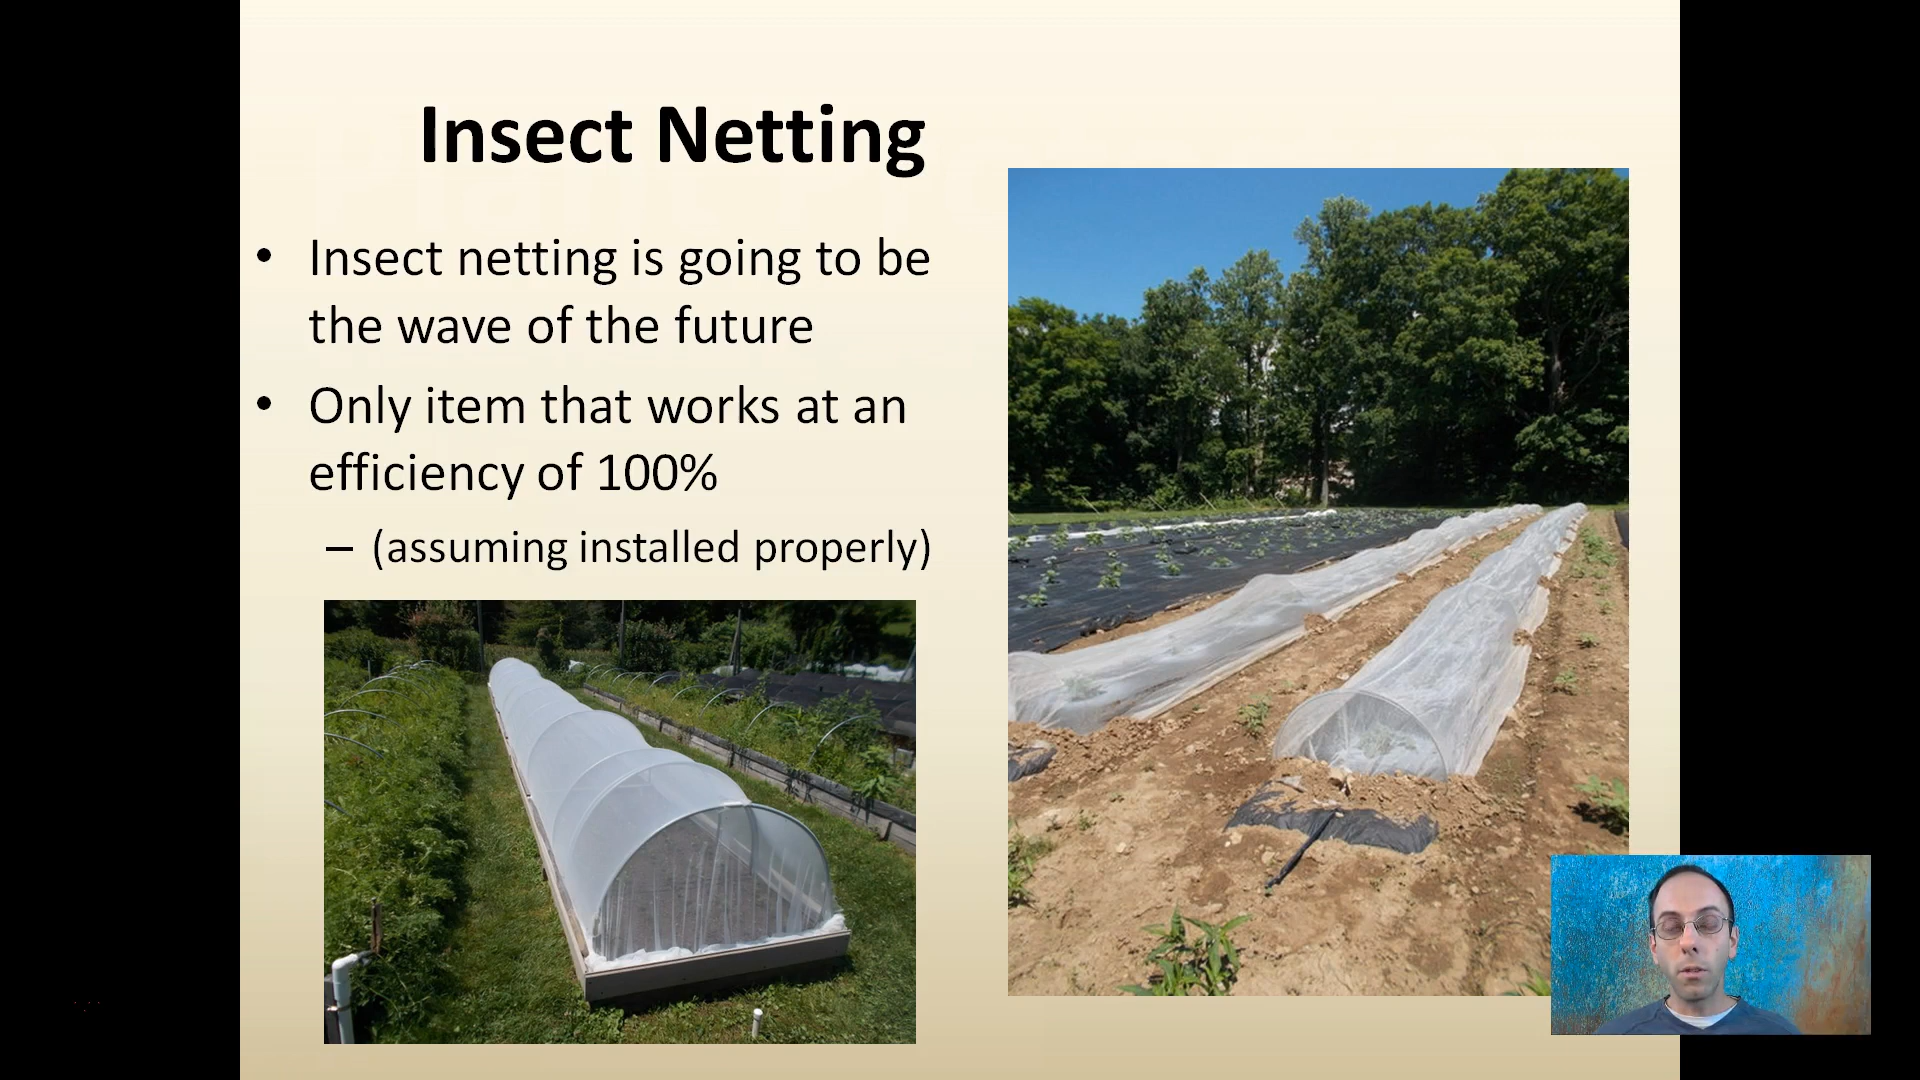 Insect Netting
• Insect netting is going to be
the wave of the future
• Only item that works at an
efficiency of 100%
– (assuming installed properly)